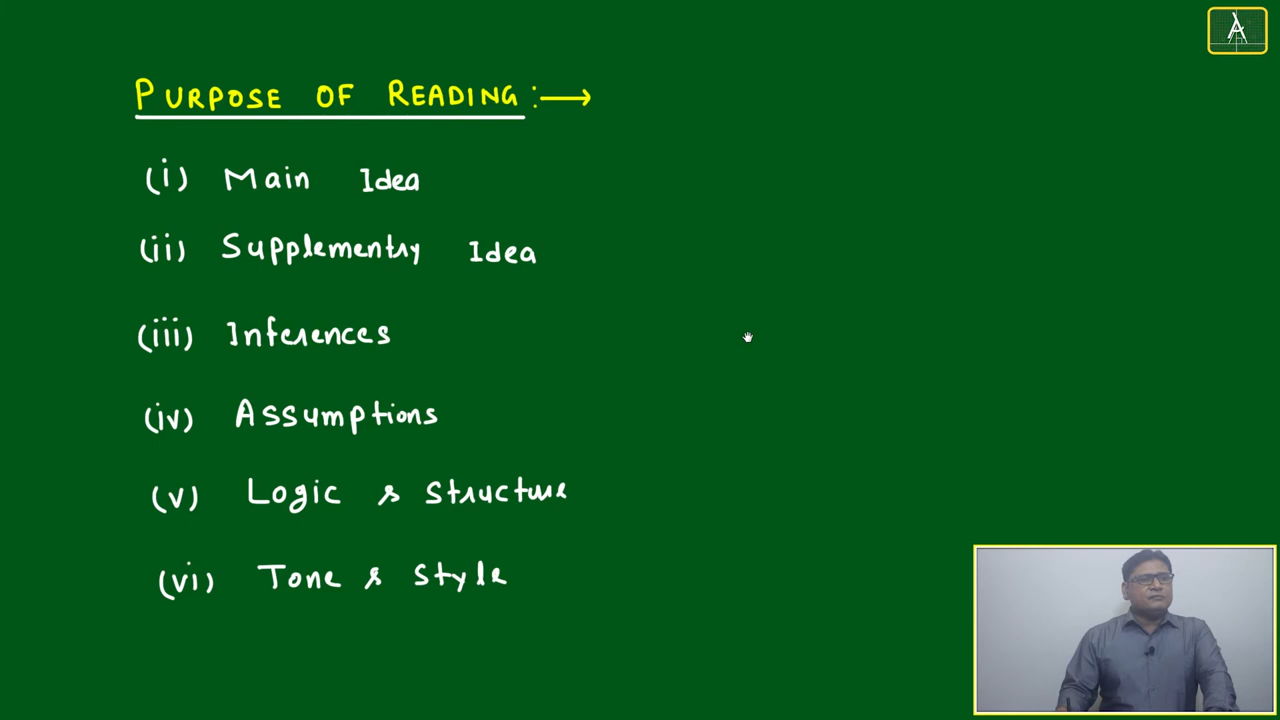 PURPOSE OF READING :→
(i) Main Idea
(ii) Supplementry Idea
(iii) Inferences
(iv) Assumptions
(v) Logic & Structure
(vi) Tone & Style